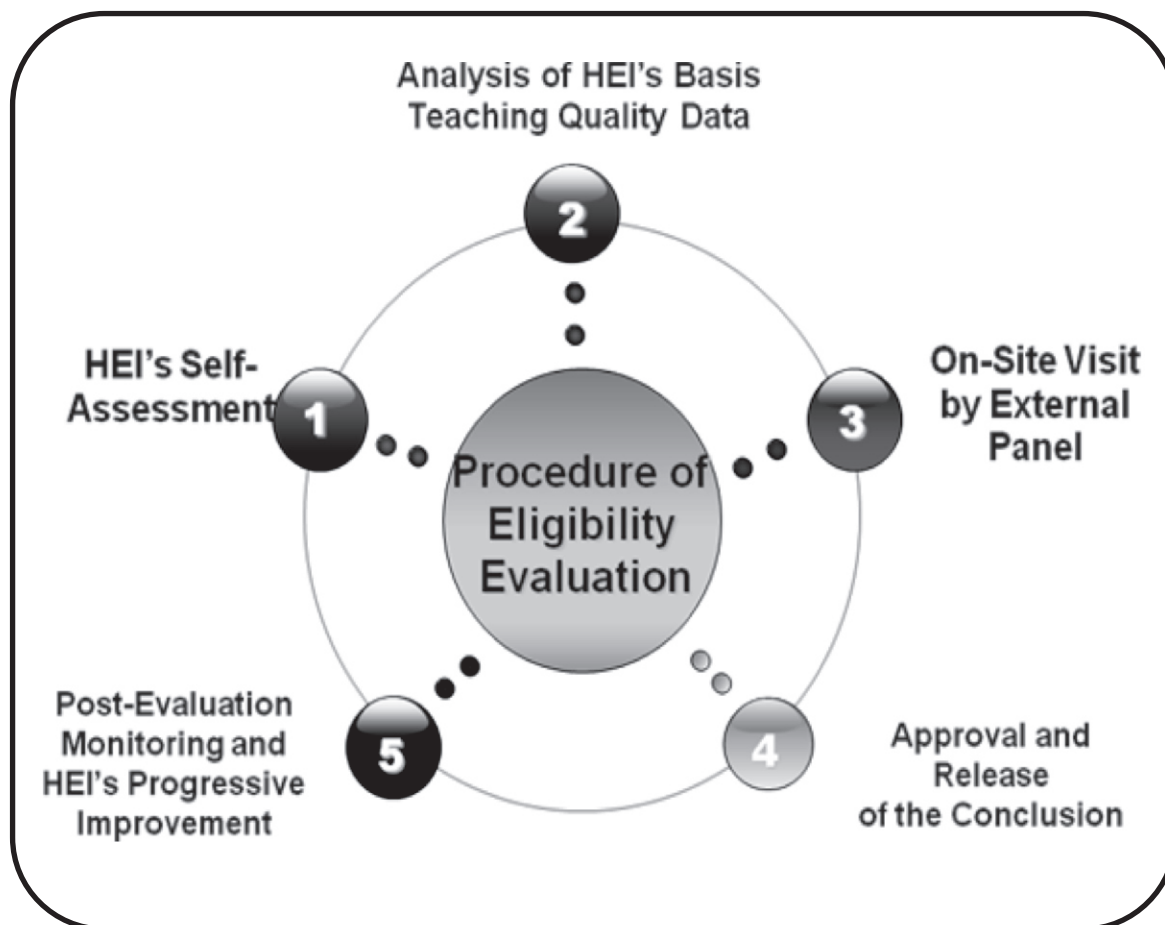 Analysis of HEI's Basis
Teaching Quality Data
2
HEI's Self-
Assessment
1
On-Site Visit
by External
Panel
3
Procedure of
Eligibility
Evaluation
Post-Evaluation
Monitoring and
HEI's Progressive
Improvement
5
4
Approval and
Release
of the Conclusion